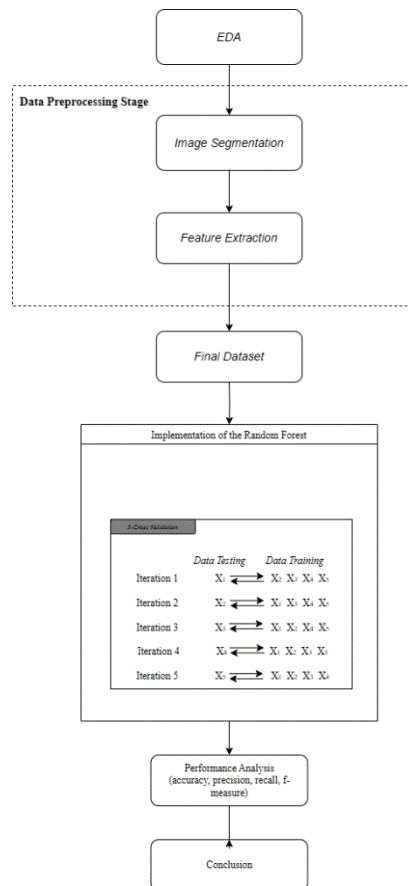 EDA
Data Preprocessing Stage
Image Segmentation
Feature Extraction
Final Dataset
Implementation of the Random Forest
5-Cross Validation
Data Testing Data Training
Iteration 1 X₁ X₂ X₃ X₄ X₅
Iteration 2 X₂ X₁ X₃ X₄ X₅
Iteration 3 X₃ X₁ X₂ X₄ X₅
Iteration 4 X₄ X₁ X₂ X₃ X₅
Iteration 5 X₅ X₁ X₂ X₃ X₄
Performance Analysis
(accuracy, precision, recall, f-
measure)
Conclusion